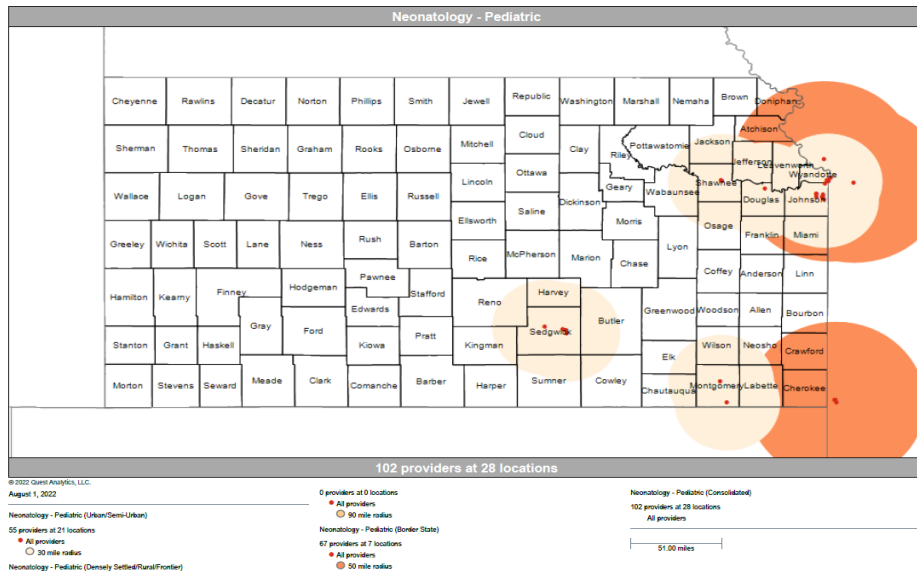 Neonatology - Pediatric
Cheyenne Rawlins Decatur Norton Phillips Smith Jewell Republic Washington Marshall Nemaha Brown Doniphan
Atchison
Sherman Thomas Sheridan Graham Rooks Osborne Mitchell Cloud Clay Riley Pottawatomie Jackson Jefferson Leavenworth
Wyandotte
Wallace Logan Gove Trego Ellis Russell Lincoln Ottawa Dickinson Geary Wabaunsee Shawnee Douglas Johnson
Greeley Wichita Scott Lane Ness Rush Barton Ellsworth Saline Morris Osage Franklin Miami
Rice McPherson Marion Chase Lyon Coffey Anderson Linn
Hamilton Kearny Finney Hodgeman Pawnee Stafford Reno Harvey
Gray Ford Edwards Pratt Sedgwick Butler Greenwood Woodson Allen Bourbon
Stanton Grant Haskell Kiowa Kingman Elk Wilson Neosho Crawford
Morton Stevens Seward Meade Clark Comanche Barber Harper Sumner Cowley Chautauqua Montgomery Labette Cherokee
102 providers at 28 locations
© 2022 Quest Analytics, LLC.
August 1, 2022
Neonatology - Pediatric (Urban/Semi-Urban)
55 providers at 21 locations
All providers
30 mile radius
Neonatology - Pediatric (Densely Settled/Rural/Frontier)
0 providers at 0 locations
All providers
90 mile radius
Neonatology - Pediatric (Border State)
67 providers at 7 locations
All providers
50 mile radius
Neonatology - Pediatric (Consolidated)
102 providers at 28 locations
All providers
51.00 miles